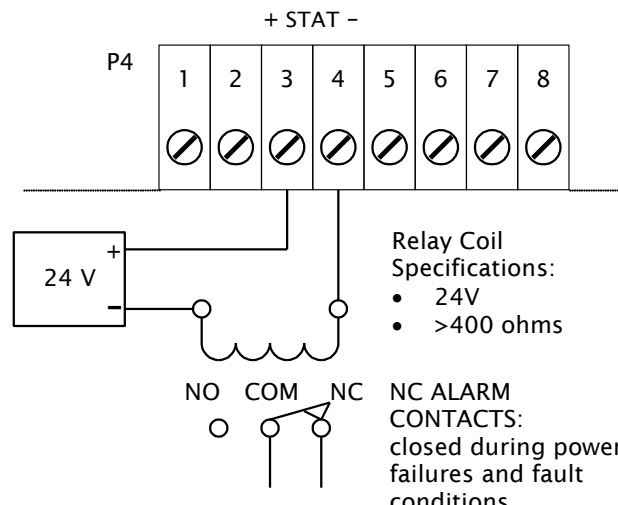 + STAT –
P4
1 2 3 4 5 6 7 8
+
24 V
–
Relay Coil
Specifications:
• 24V
• >400 ohms
NO COM NC
NC ALARM
CONTACTS:
closed during power
failures and fault
conditions